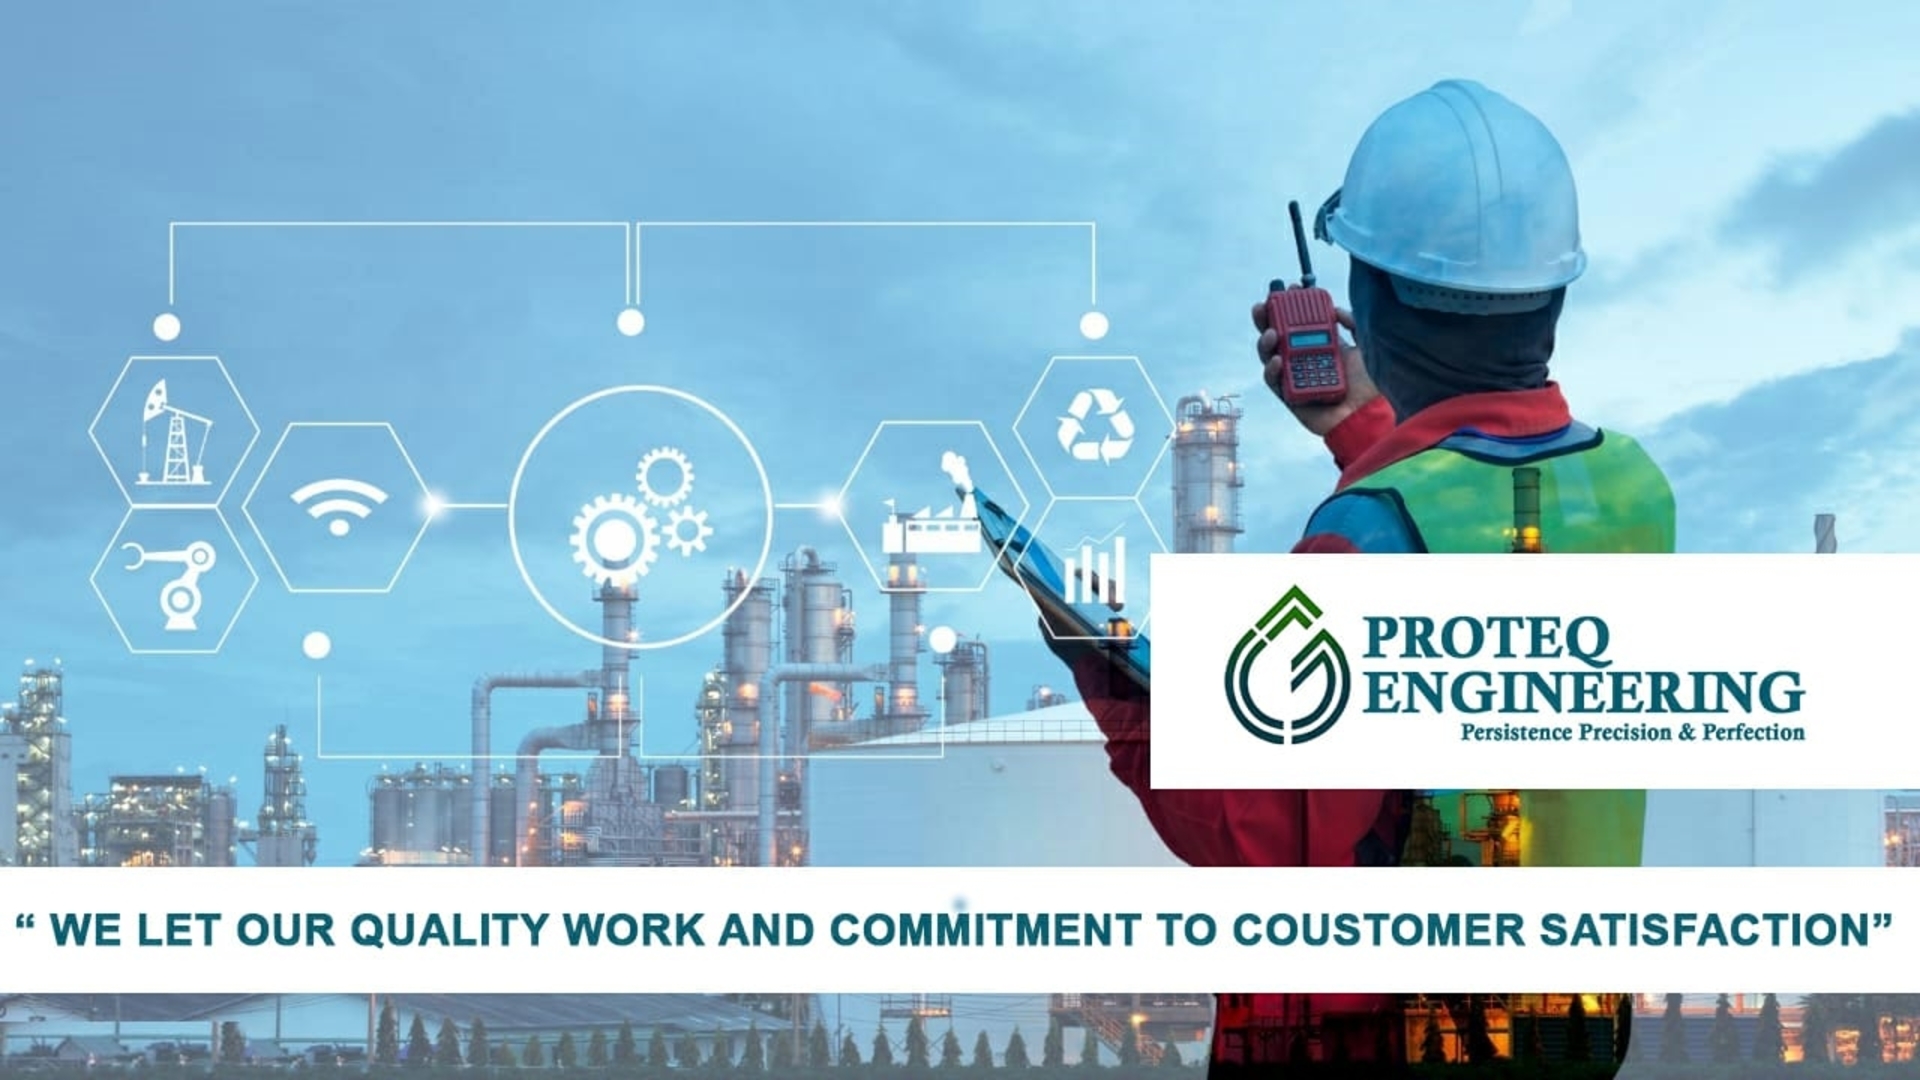 PROTEQ
ENGINEERING
Persistence Precision & Perfection
“ WE LET OUR QUALITY WORK AND COMMITMENT TO COUSTOMER SATISFACTION”